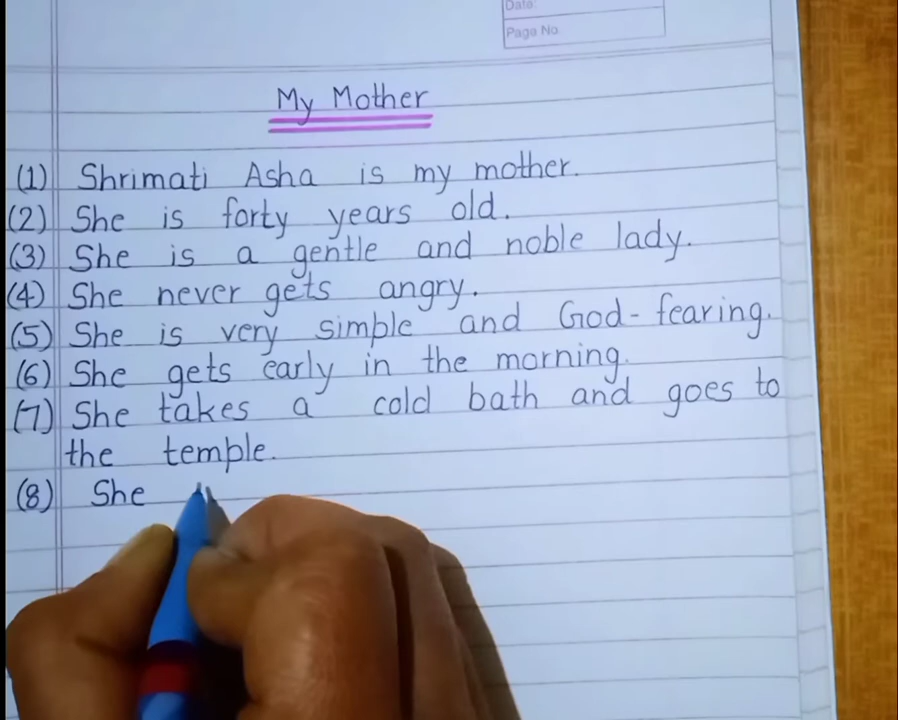 Date:
Page No.
My Mother
(1) Shrimati Asha is my mother.
(2) She is forty years old.
(3) She is a gentle and noble lady.
(4) She never gets angry.
(5) She is very simple and God-fearing.
(6) She gets early in the morning.
(7) She takes a cold bath and goes to
the temple.
(8) She